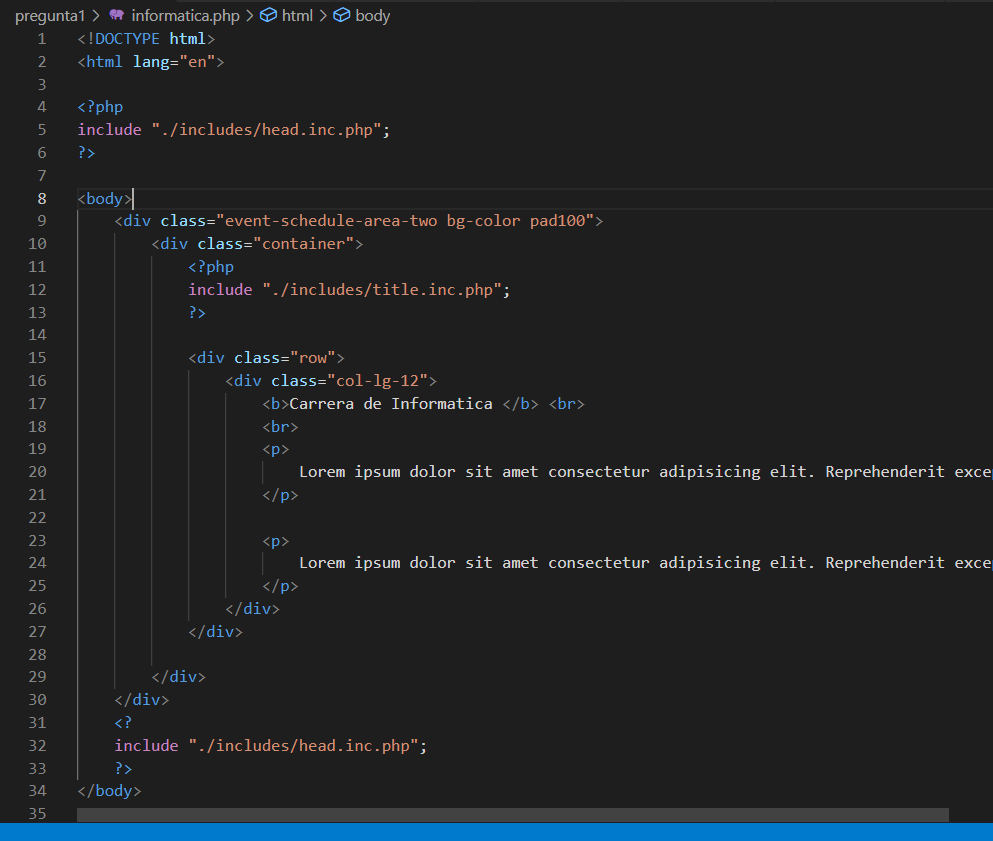 pregunta1 > informatica.php > html > body
1 <!DOCTYPE html>
2 <html lang="en">
3
4 <?php
5 include "./includes/head.inc.php";
6 ?>
7
8 <body>
9 <div class="event-schedule-area-two bg-color pad100">
10 <div class="container">
11 <?php
12 include "./includes/title.inc.php";
13 ?>
14
15 <div class="row">
16 <div class="col-lg-12">
17 <b>Carrera de Informatica </b> <br>
18 <br>
19 <p>
20 Lorem ipsum dolor sit amet consectetur adipisicing elit. Reprehenderit exce
21 </p>
22
23 <p>
24 Lorem ipsum dolor sit amet consectetur adipisicing elit. Reprehenderit exce
25 </p>
26 </div>
27 </div>
28
29 </div>
30 </div>
31 <?
32 include "./includes/head.inc.php";
33 ?>
34 </body>
35